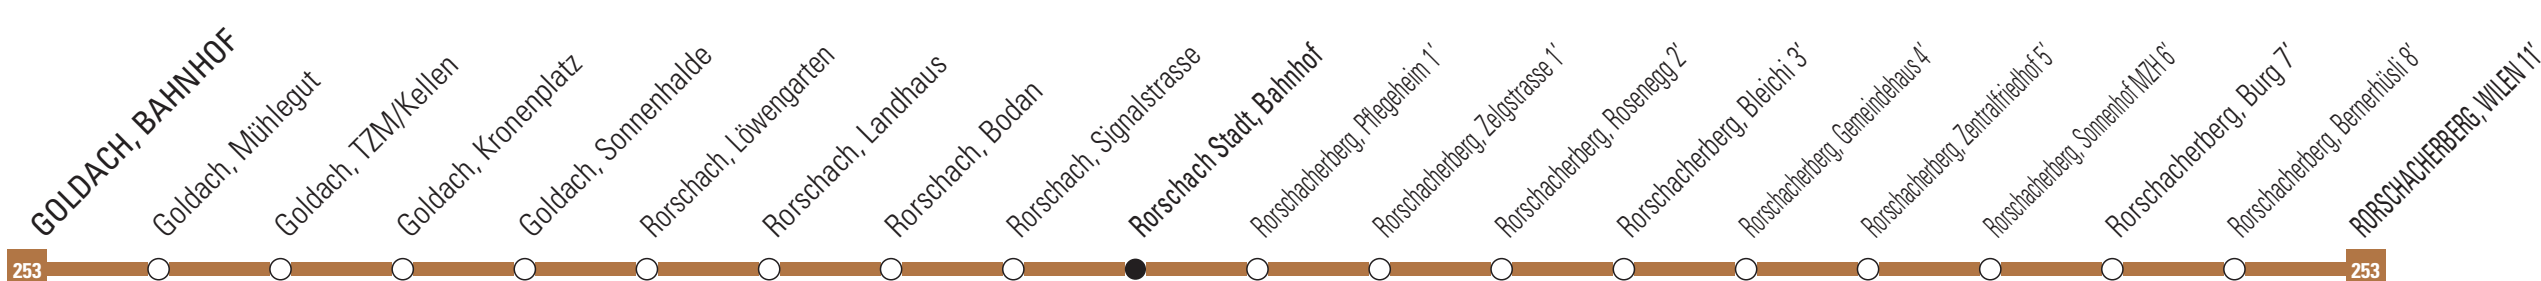 GOLDACH, BAHNHOF
Goldach, Mühlegut
Goldach, TZM/Kellen
Goldach, Kronenplatz
Goldach, Sonnenhalde
Rorschach, Löwengarten
Rorschach, Landhaus
Rorschach, Bodan
Rorschach, Signalstrasse
Rorschach Stadt, Bahnhof
Rorschacherberg, Pflegeheim 1'
Rorschacherberg, Zelgstrasse 1'
Rorschacherberg, Rosenegg 2'
Rorschacherberg, Bleichi 3'
Rorschacherberg, Gemeindehaus 4'
Rorschacherberg, Zentralfriedhof 5'
Rorschacherberg, Sonnenhof MZH 6'
Rorschacherberg, Burg 7'
Rorschacherberg, Bernerhüsli 8'
RORSCHACHERBERG, WILEN 11'
253
253